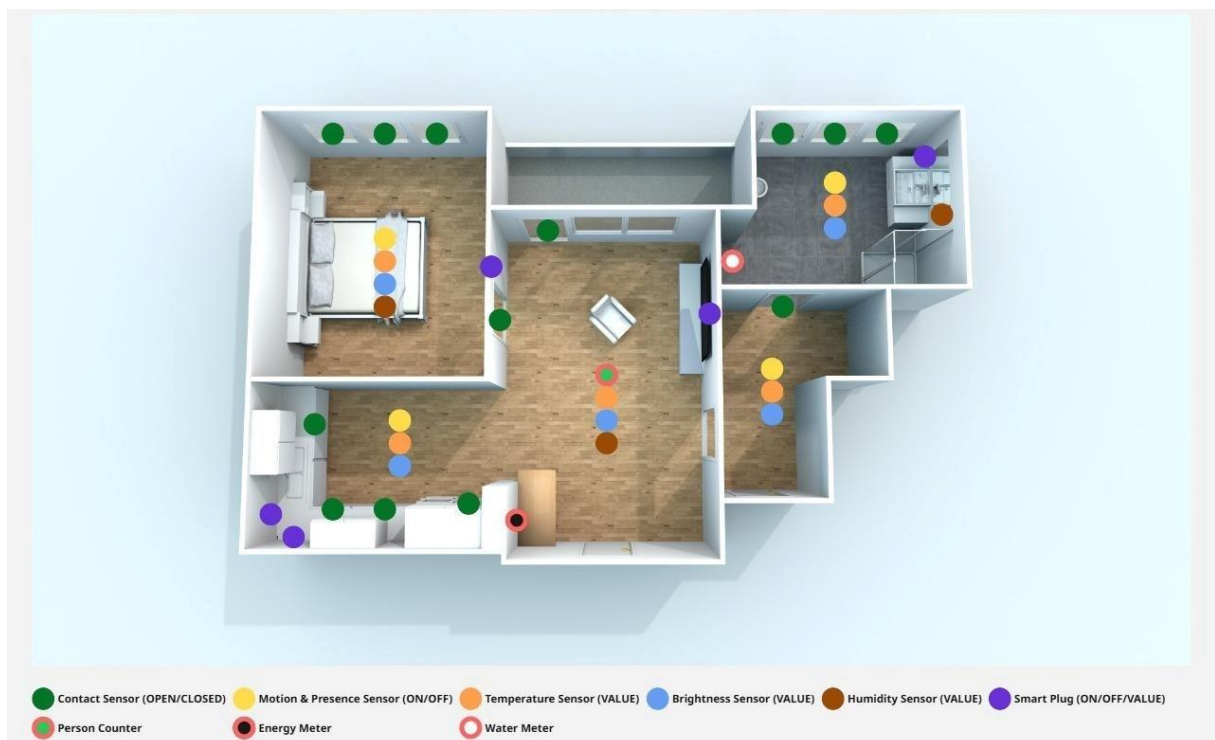 Contact Sensor (OPEN/CLOSED) Motion & Presence Sensor (ON/OFF) Temperature Sensor (VALUE) Brightness Sensor (VALUE) Humidity Sensor (VALUE) Smart Plug (ON/OFF/VALUE)
Person Counter Energy Meter Water Meter